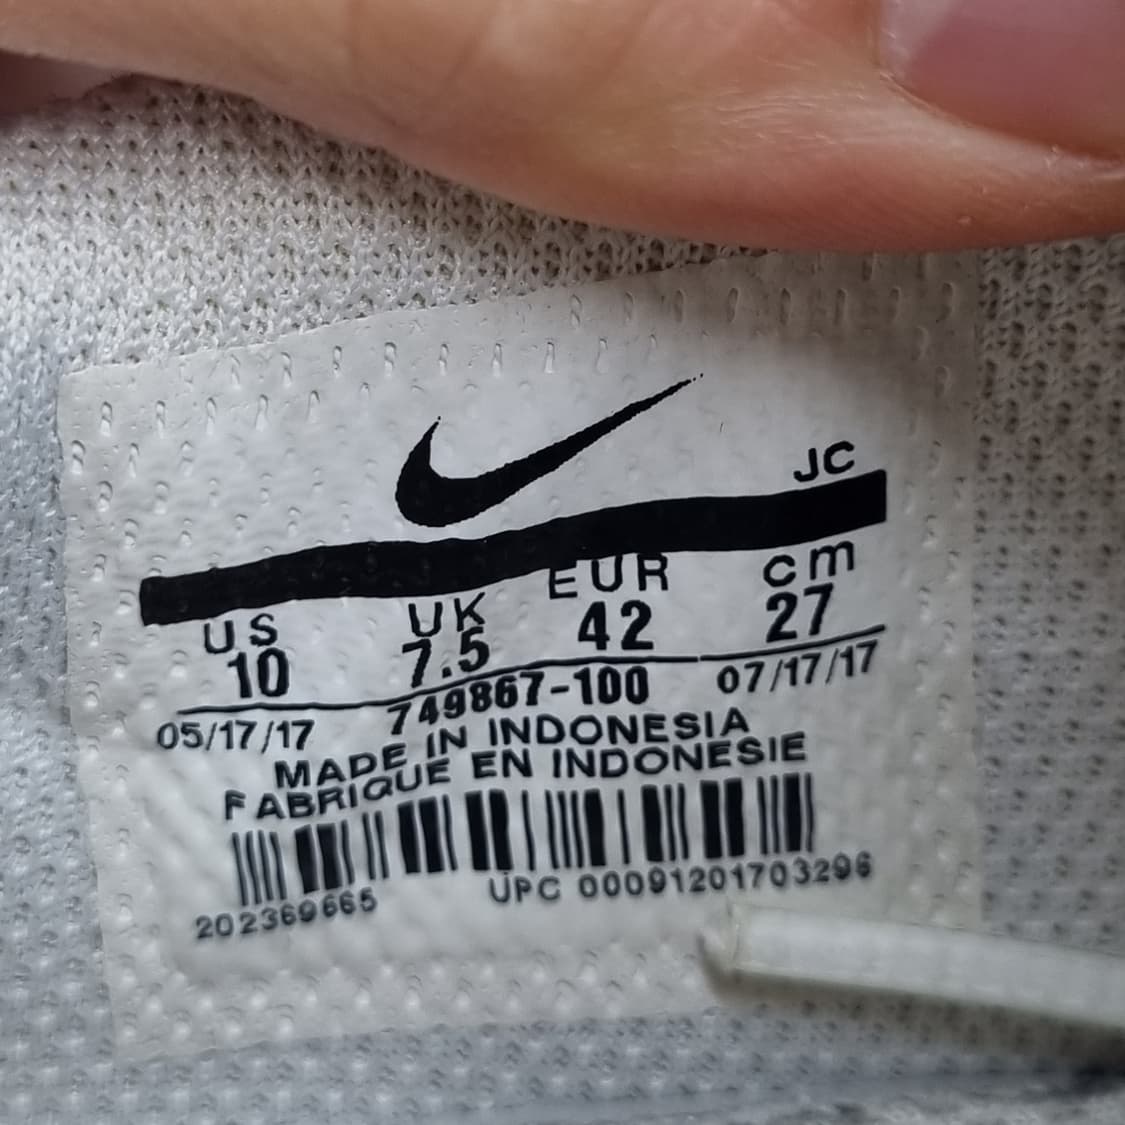 JC
US UK EUR cm
10 7.5 42 27
05/17/17 749867-100 07/17/17
MADE IN INDONESIA
FABRIQUE EN INDONESIE
202369665 UPC 00091201703296